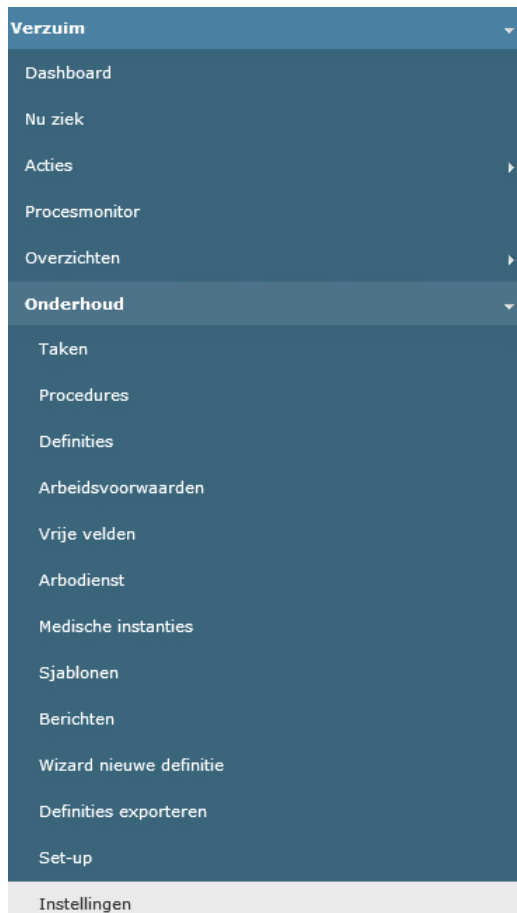 Verzuim
Dashboard
Nu ziek
Acties
Procesmonitor
Overzichten
Onderhoud
Taken
Procedures
Definities
Arbeidsvoorwaarden
Vrije velden
Arbodienst
Medische instanties
Sjablonen
Berichten
Wizard nieuwe definitie
Definities exporteren
Set-up
Instellingen